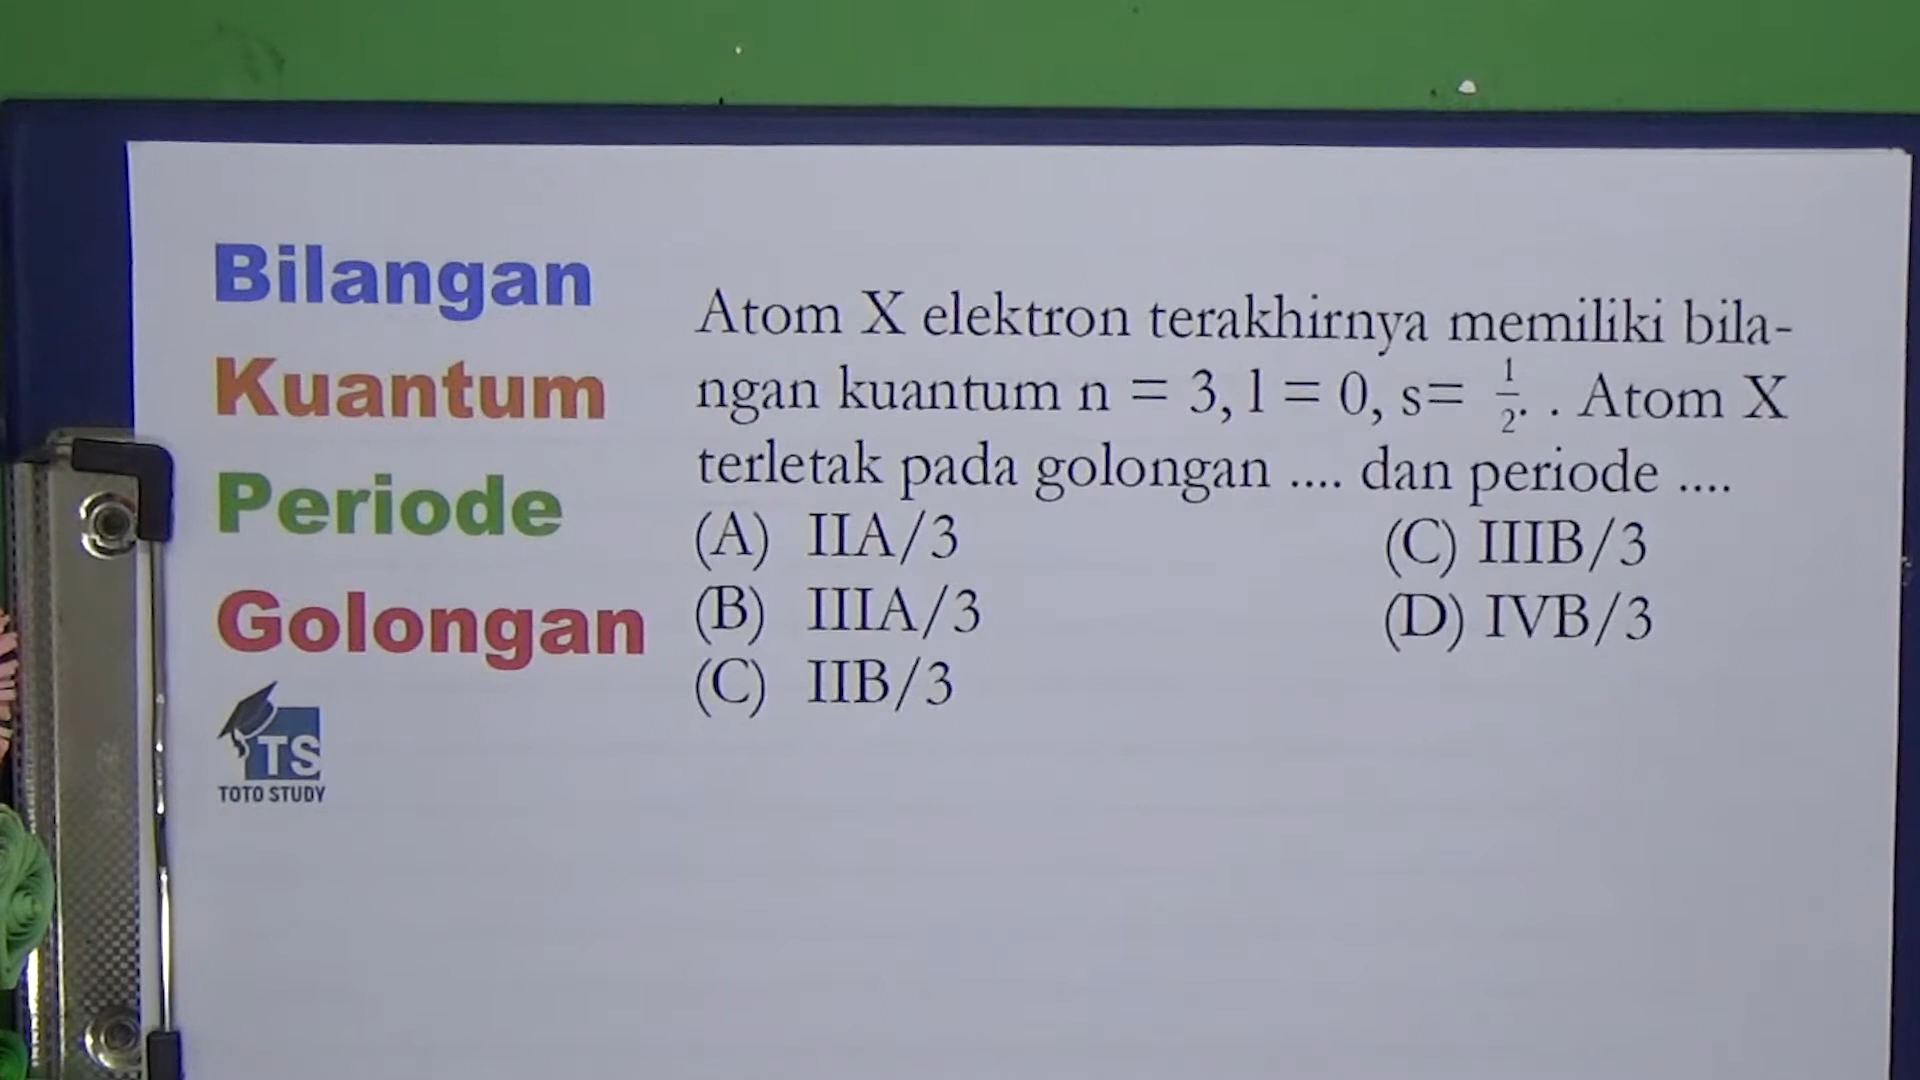 Bilangan
Kuantum
Periode
Golongan
TS
TOTO STUDY
Atom X elektron terakhirnya memiliki bila-
ngan kuantum n = 3, l = 0, s= 1/2. . Atom X
terletak pada golongan .... dan periode ....
(A) IIA/3
(B) IIIA/3
(C) IIB/3
(C) IIIB/3
(D) IVB/3